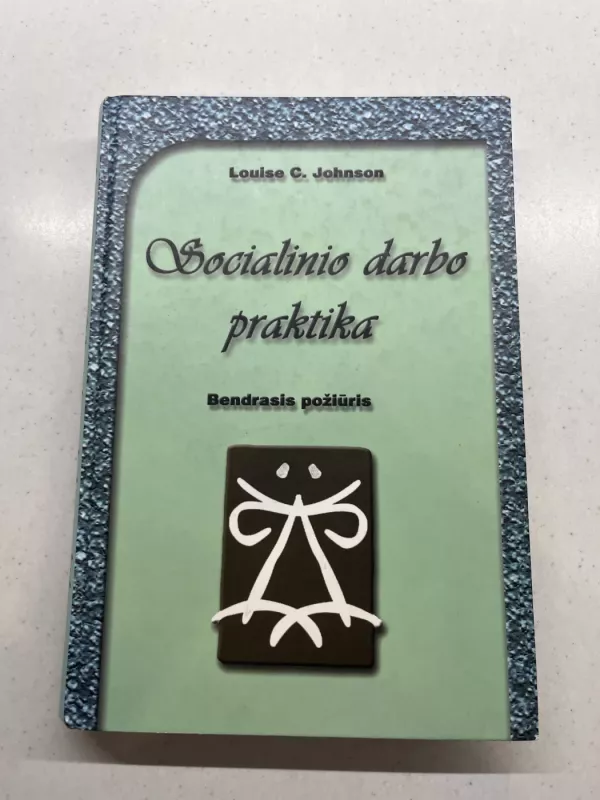 Louise C. Johnson
Socialinio darbo
praktika
Bendrasis požiūris